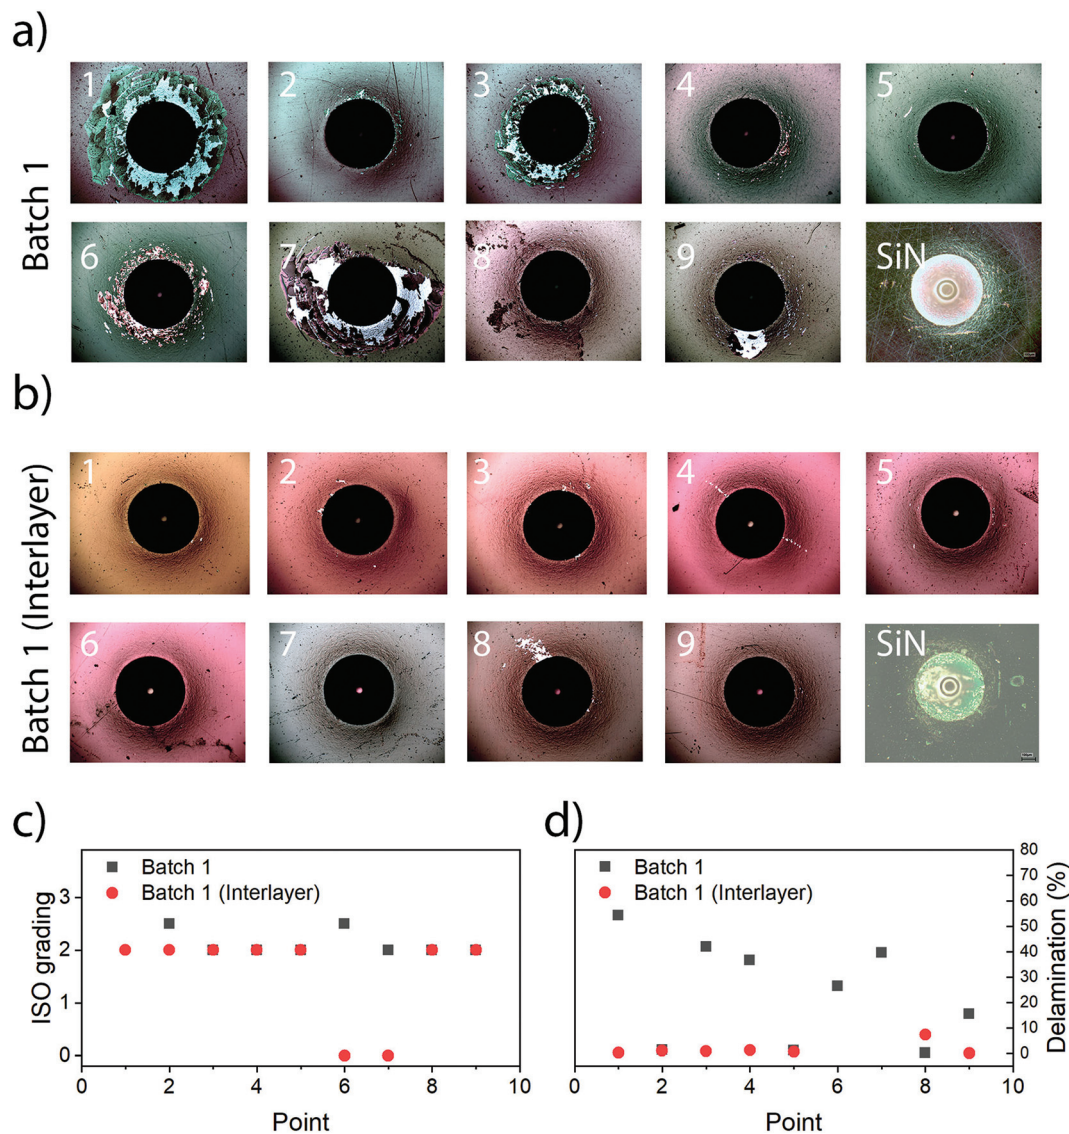 a)
Batch 1
1 2 3 4 5
6 7 8 9 SiN
b)
Batch 1 (Interlayer)
1 2 3 4 5
6 7 8 9 SiN
c)
ISO grading
Batch 1
Batch 1 (Interlayer)
3
2
1
0
0 2 4 6 8 10
Point
d)
Batch 1
Batch 1 (Interlayer)
80
70
60
50
40
30
20
10
0
Delamination (%)
0 2 4 6 8 10
Point